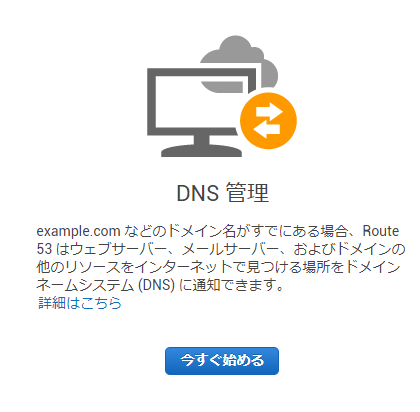 DNS 管理
example.com などのドメイン名がすでにある場合、Route
53 はウェブサーバー、メールサーバー、およびドメインの
他のリソースをインターネットで見つける場所をドメイン
ネームシステム (DNS) に通知できます。
詳細はこちら
今すぐ始める